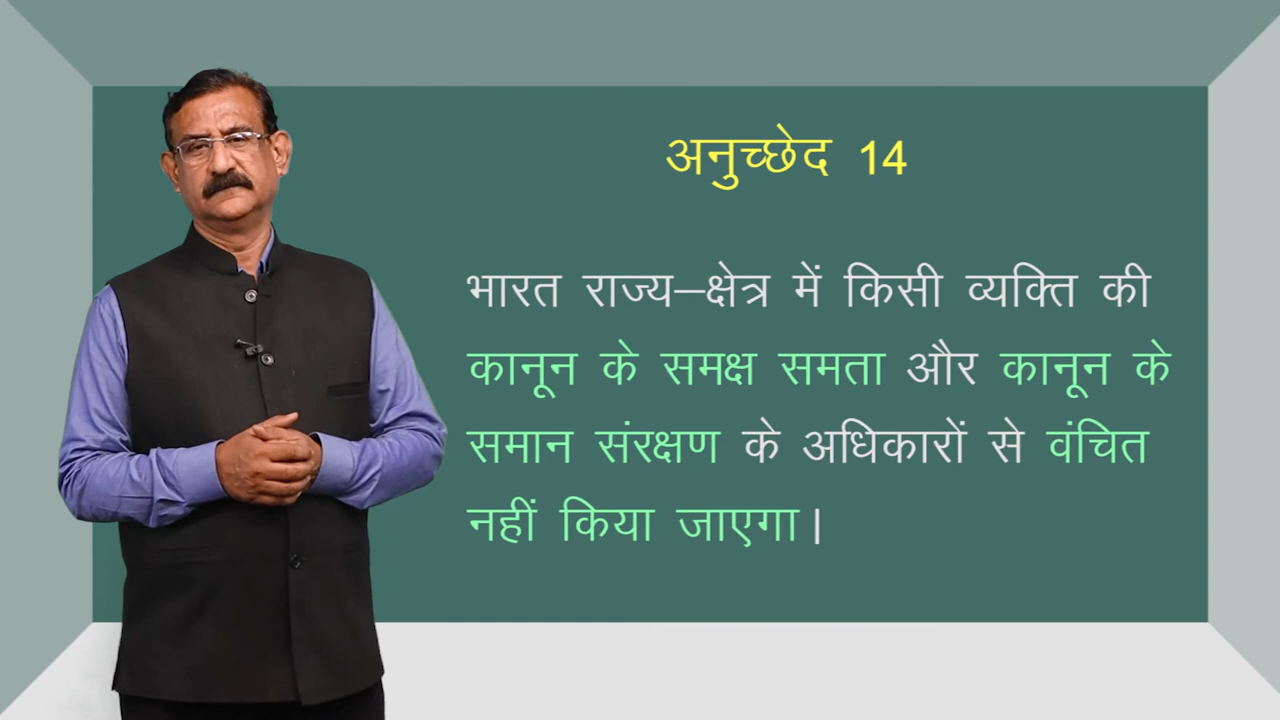 अनुच्छेद 14
भारत राज्य–क्षेत्र में किसी व्यक्ति की
कानून के समक्ष समता और कानून के
समान संरक्षण के अधिकारों से वंचित
नहीं किया जाएगा।